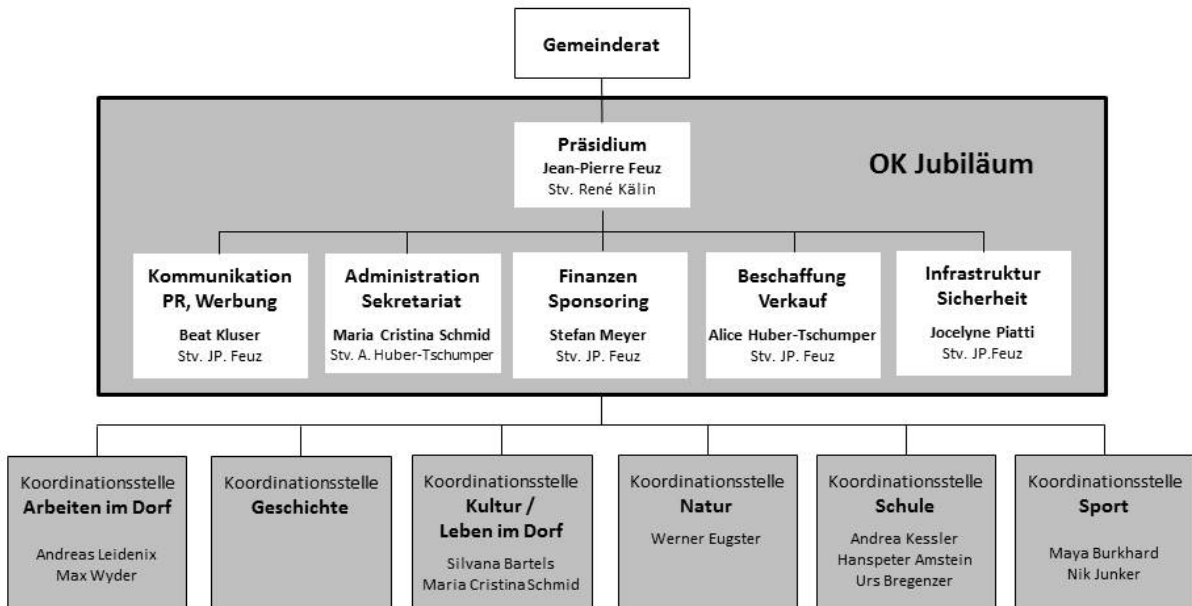 Gemeinderat
Präsidium
Jean-Pierre Feuz
Stv. René Kälin
OK Jubiläum
Kommunikation
PR, Werbung
Beat Kluser
Stv. JP. Feuz
Administration
Sekretariat
Maria Cristina Schmid
Stv. A. Huber-Tschumper
Finanzen
Sponsoring
Stefan Meyer
Stv. JP. Feuz
Beschaffung
Verkauf
Alice Huber-Tschumper
Stv. JP. Feuz
Infrastruktur
Sicherheit
Jocelyne Piatti
Stv. JP.Feuz
Koordinationsstelle
Arbeiten im Dorf
Andreas Leidenix
Max Wyder
Koordinationsstelle
Geschichte
Koordinationsstelle
Kultur /
Leben im Dorf
Silvana Bartels
Maria Cristina Schmid
Koordinationsstelle
Natur
Werner Eugster
Koordinationsstelle
Schule
Andrea Kessler
Hanspeter Amstein
Urs Bregenzer
Koordinationsstelle
Sport
Maya Burkhard
Nik Junker